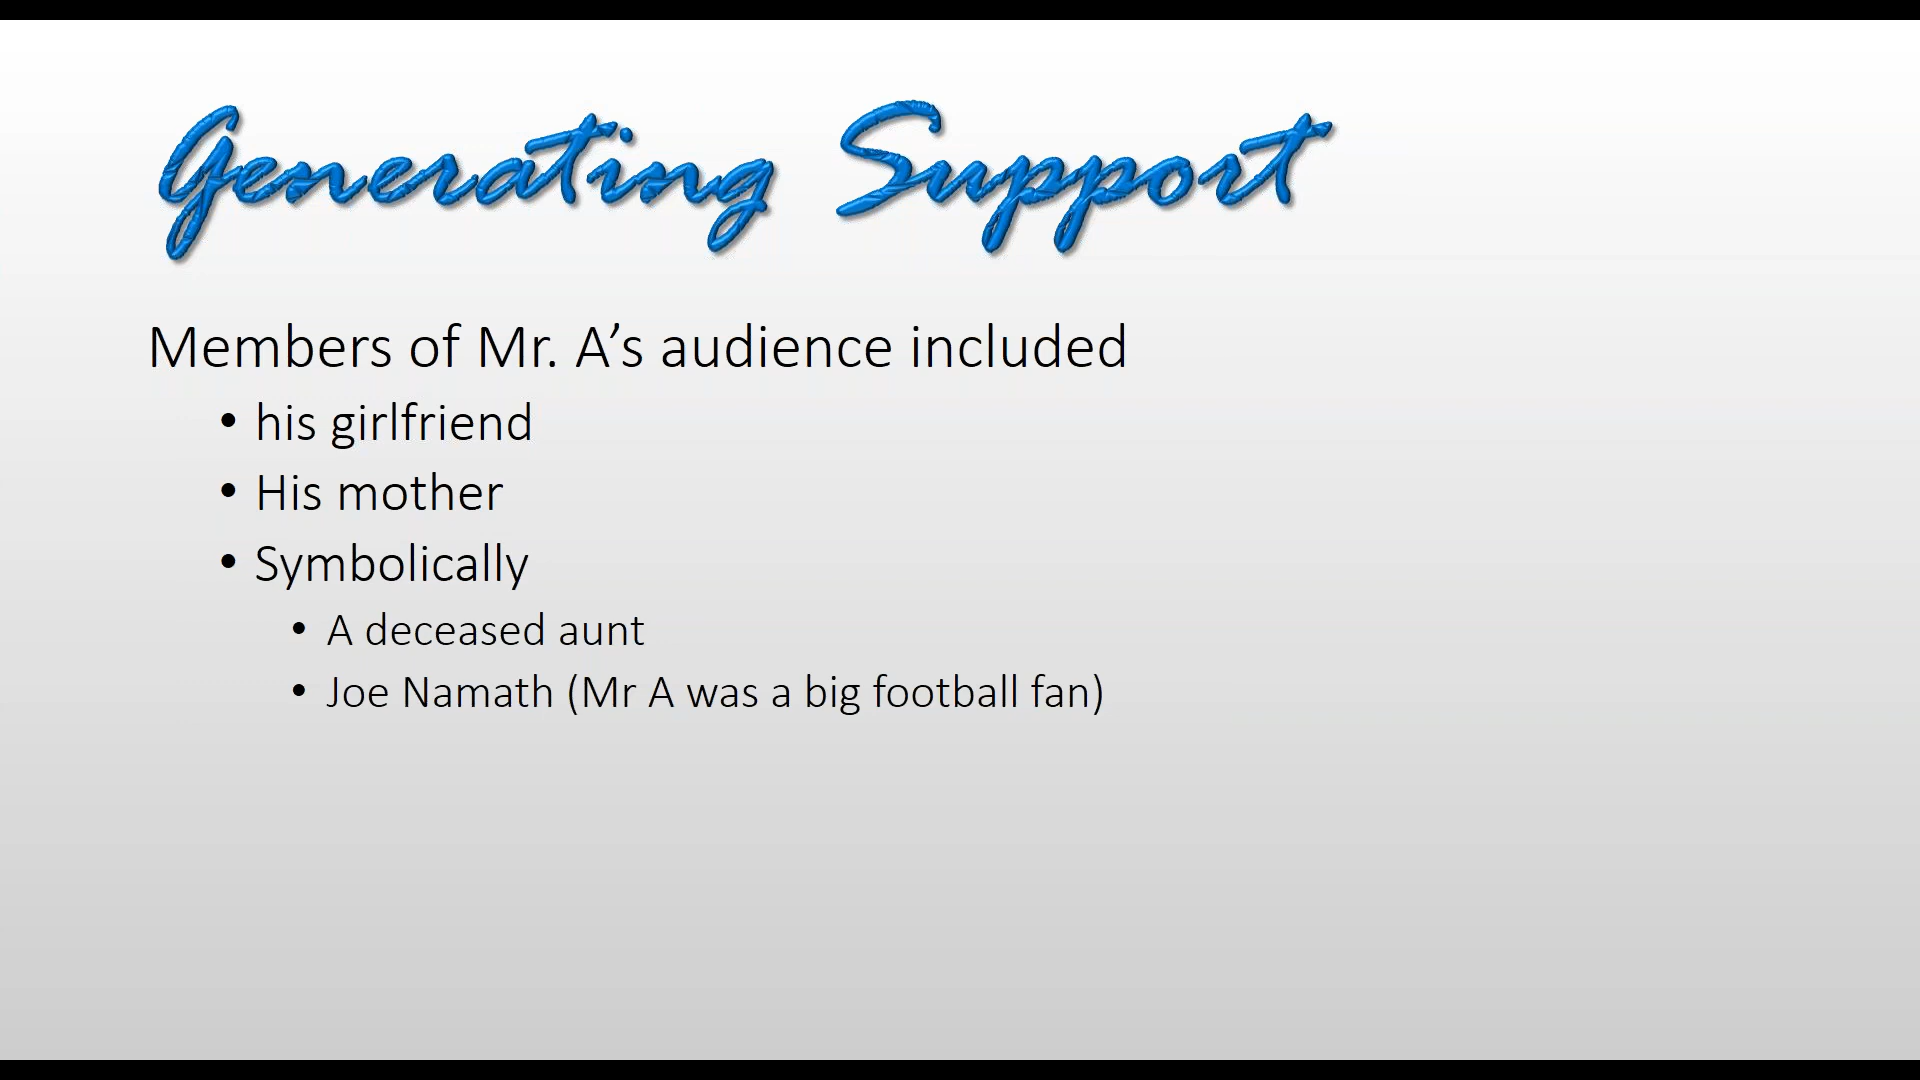 Generating Support
Members of Mr. A’s audience included
• his girlfriend
• His mother
• Symbolically
• A deceased aunt
• Joe Namath (Mr A was a big football fan)